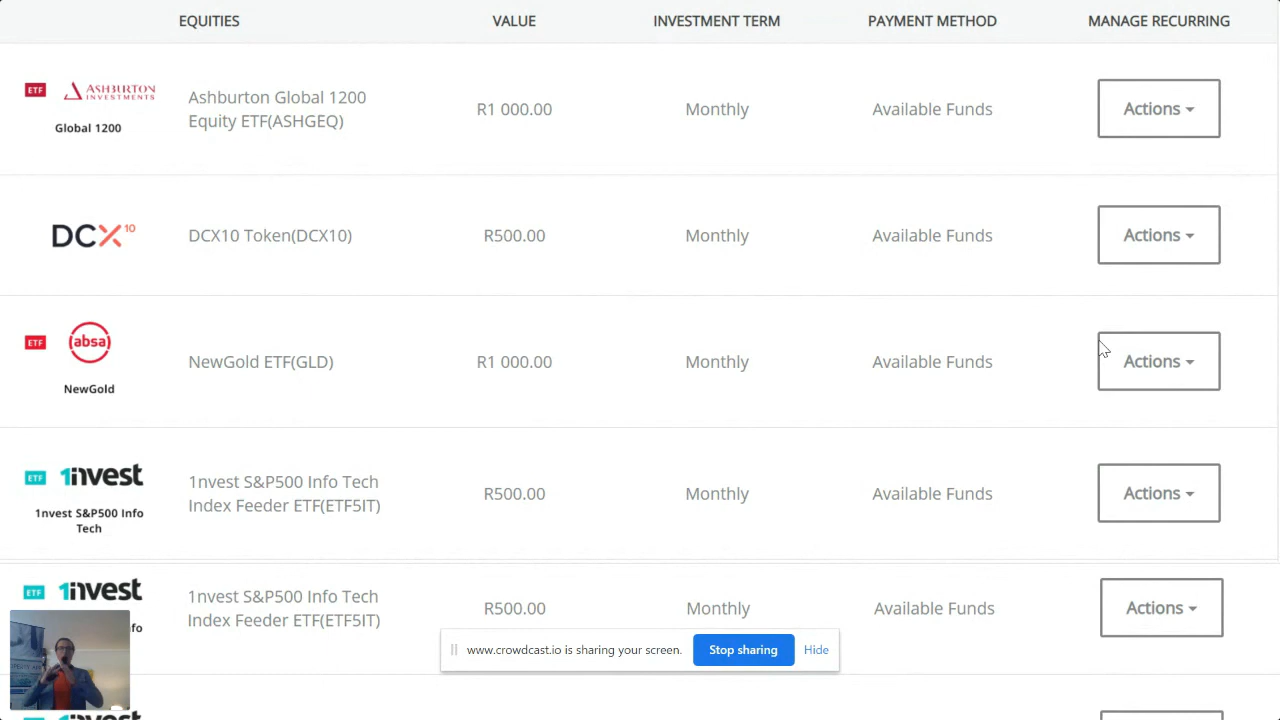 EQUITIES VALUE INVESTMENT TERM PAYMENT METHOD MANAGE RECURRING
ETF ASHBURTON INVESTMENTS
Global 1200
Ashburton Global 1200
Equity ETF(ASHGEQ)
R1 000.00 Monthly Available Funds Actions
DCX10
DCX10 Token(DCX10) R500.00 Monthly Available Funds Actions
ETF absa
NewGold
NewGold ETF(GLD) R1 000.00 Monthly Available Funds Actions
ETF 1nvest
1nvest S&P500 Info
Tech
1nvest S&P500 Info Tech
Index Feeder ETF(ETF5IT)
R500.00 Monthly Available Funds Actions
ETF 1nvest
fo
1nvest S&P500 Info Tech
Index Feeder ETF(ETF5IT)
R500.00 Monthly Available Funds Actions
www.crowdcast.io is sharing your screen. Stop sharing Hide